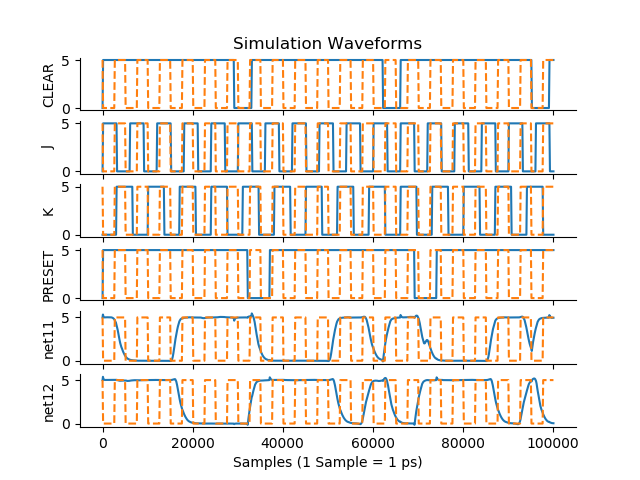 Simulation Waveforms
CLEAR
5
0
J
5
0
K
5
0
PRESET
5
0
net11
5
0
net12
5
0
0 20000 40000 60000 80000 100000
Samples (1 Sample = 1 ps)